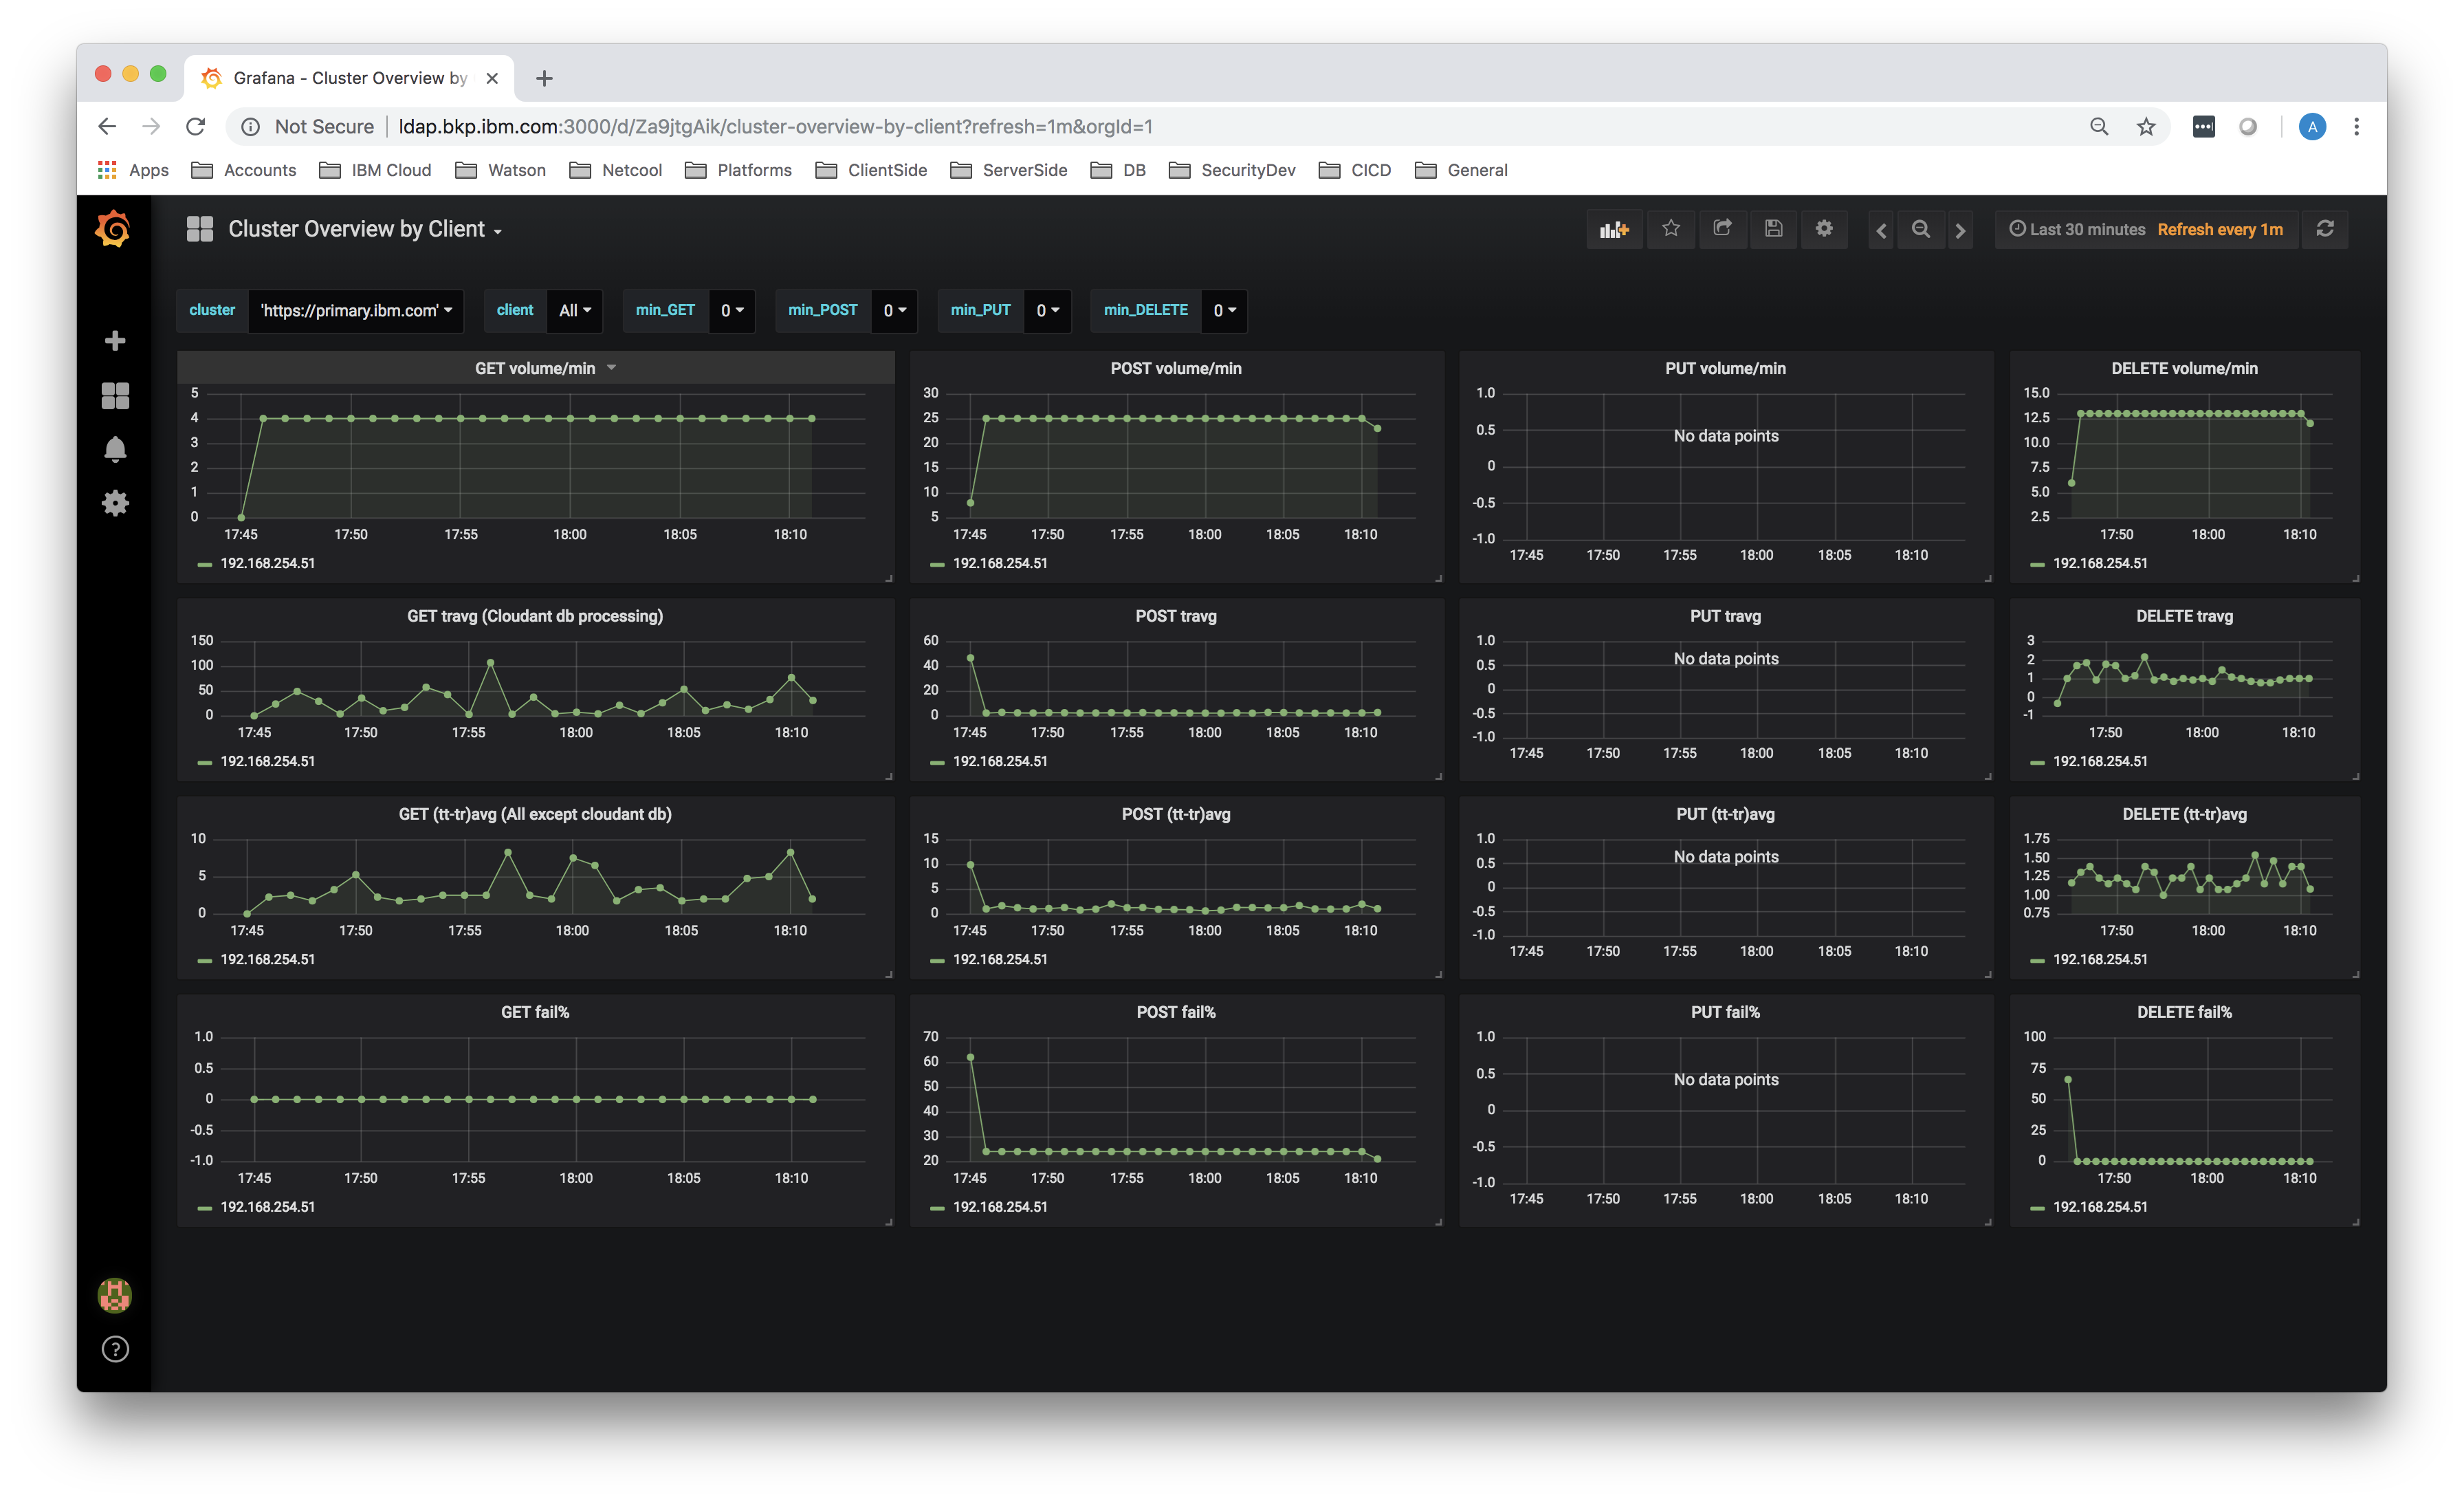 Grafana - Cluster Overview by
Not Secure ldap.bkp.ibm.com:3000/d/Za9jtgAik/cluster-overview-by-client?refresh=1m&orgId=1 A
Apps Accounts IBM Cloud Watson Netcool Platforms ClientSide ServerSide DB SecurityDev CICD General
Cluster Overview by Client Last 30 minutes Refresh every 1m
cluster 'https://primary.ibm.com' client All min_GET 0 min_POST 0 min_PUT 0 min_DELETE 0
GET volume/min
5
4
3
2
1
0
17:45 17:50 17:55 18:00 18:05 18:10
192.168.254.51
POST volume/min
30
25
20
15
10
5
17:45 17:50 17:55 18:00 18:05 18:10
192.168.254.51
PUT volume/min
1.0
0.5
No data points
0
-0.5
-1.0
17:45 17:50 17:55 18:00 18:05 18:10
DELETE volume/min
15.0
12.5
10.0
7.5
5.0
2.5
17:50 18:00 18:10
192.168.254.51
GET travg (Cloudant db processing)
150
100
50
0
17:45 17:50 17:55 18:00 18:05 18:10
192.168.254.51
POST travg
60
40
20
0
17:45 17:50 17:55 18:00 18:05 18:10
192.168.254.51
PUT travg
1.0
No data points
0.5
0
-0.5
-1.0
17:45 17:50 17:55 18:00 18:05 18:10
DELETE travg
3
2
1
0
-1
17:50 18:00 18:10
192.168.254.51
GET (tt-tr)avg (All except cloudant db)
10
5
0
17:45 17:50 17:55 18:00 18:05 18:10
192.168.254.51
POST (tt-tr)avg
15
10
5
0
17:45 17:50 17:55 18:00 18:05 18:10
192.168.254.51
PUT (tt-tr)avg
1.0
No data points
0.5
0
-0.5
-1.0
17:45 17:50 17:55 18:00 18:05 18:10
DELETE (tt-tr)avg
1.75
1.50
1.25
1.00
0.75
17:50 18:00 18:10
192.168.254.51
GET fail%
1.0
0.5
0
-0.5
-1.0
17:45 17:50 17:55 18:00 18:05 18:10
192.168.254.51
POST fail%
70
60
50
40
30
20
17:45 17:50 17:55 18:00 18:05 18:10
192.168.254.51
PUT fail%
1.0
0.5
No data points
0
-0.5
-1.0
17:45 17:50 17:55 18:00 18:05 18:10
DELETE fail%
100
75
50
25
0
17:50 18:00 18:10
192.168.254.51